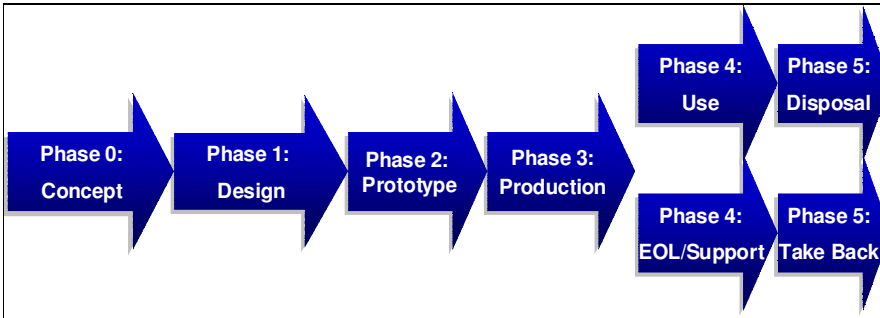 Phase 0:
Concept
Phase 1:
Design
Phase 2:
Prototype
Phase 3:
Production
Phase 4:
Use
Phase 5:
Disposal
Phase 4:
EOL/Support
Phase 5:
Take Back